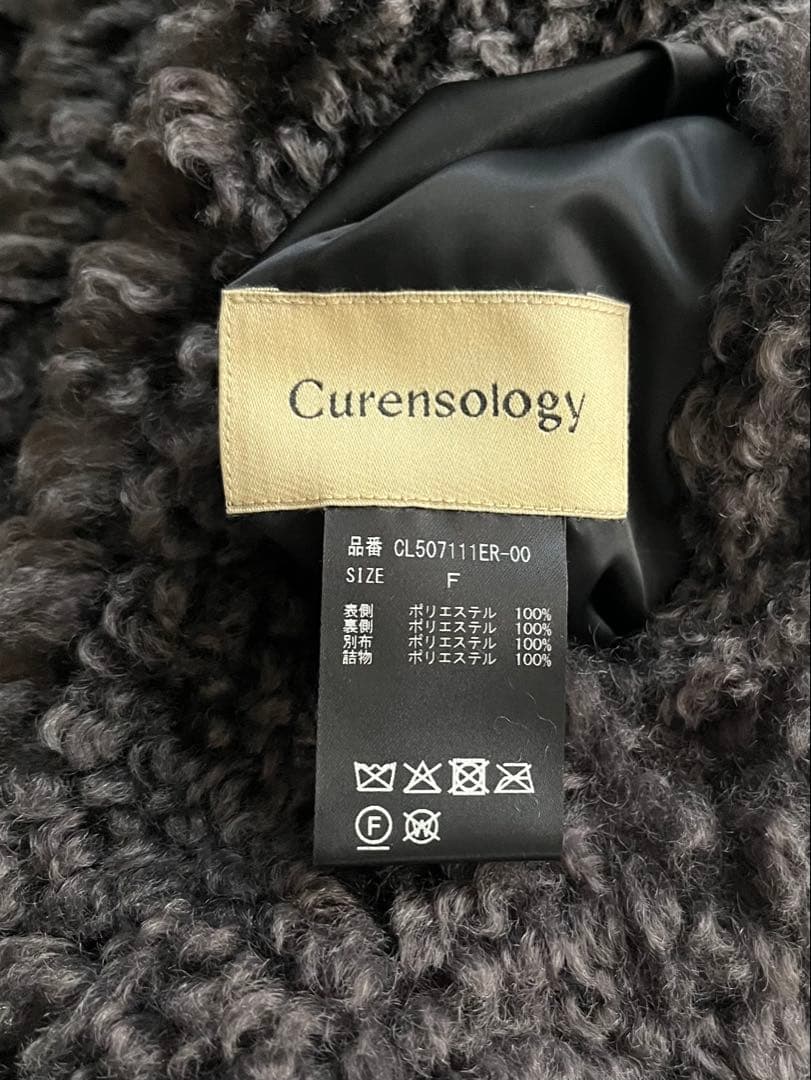 Curensology
品番 CL507111ER-00
SIZE F
表側 ポリエステル 100%
裏側 ポリエステル 100%
別布 ポリエステル 100%
詰物 ポリエステル 100%
F W